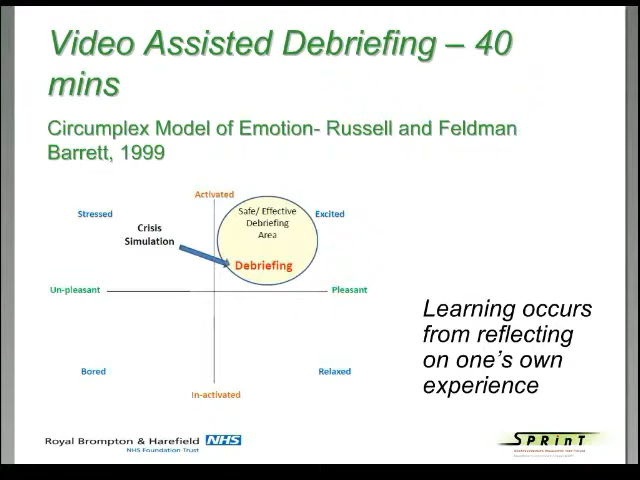 Video Assisted Debriefing – 40
mins
Circumplex Model of Emotion- Russell and Feldman
Barrett, 1999
Activated
Stressed
Crisis
Simulation
Safe/ Effective
Debriefing
Area
Excited
Debriefing
Un-pleasant
Pleasant
Learning occurs
from reflecting
on one's own
experience
Bored
Relaxed
In-activated
Royal Brompton & Harefield NHS
NHS Foundation Trust
SPRinT